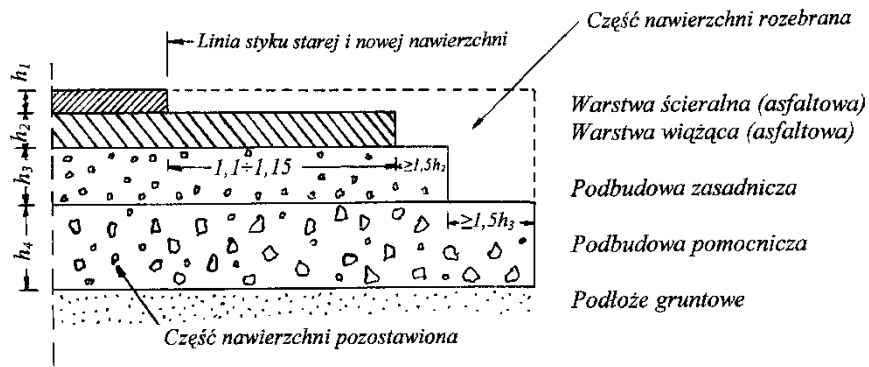 Część nawierzchni rozebrana
Linia styku starej i nowej nawierzchni
h1
h2
h3
h4
Warstwa ścieralna (asfaltowa)
Warstwa wiążąca (asfaltowa)
1,1÷1,15
≥1,5h2
Podbudowa zasadnicza
≥1,5h3
Podbudowa pomocnicza
Podłoże gruntowe
Część nawierzchni pozostawiona